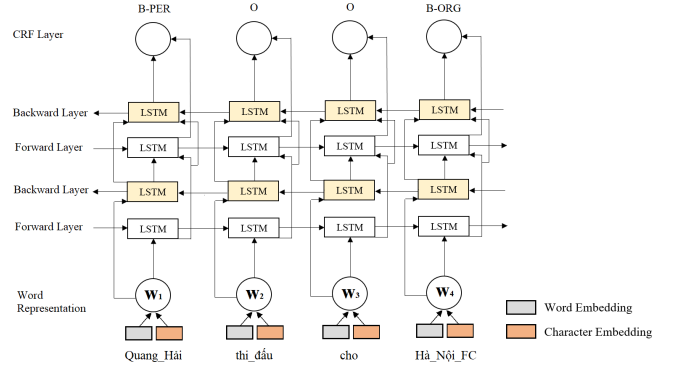 B-PER O O B-ORG
CRF Layer
Backward Layer LSTM LSTM LSTM LSTM
Forward Layer LSTM LSTM LSTM LSTM
Backward Layer LSTM LSTM LSTM LSTM
Forward Layer LSTM LSTM LSTM LSTM
Word
Representation
W1 W2 W3 W4
Word Embedding
Character Embedding
Quang_Hải thi_đấu cho Hà_Nội_FC